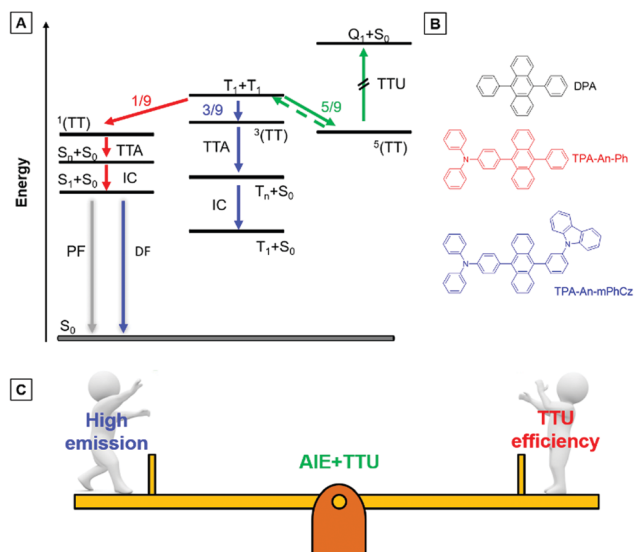 A
Energy
T₁+T₁
Q₁+S₀
TTU
1/9
3/9
5/9
¹(TT)
³(TT)
⁵(TT)
Sₙ+S₀
TTA
TTA
S₁+S₀
IC
Tₙ+S₀
IC
T₁+S₀
PF
DF
S₀
B
DPA
N
TPA-An-Ph
N
N
TPA-An-mPhCz
C
High
emission
AIE+TTU
TTU
efficiency